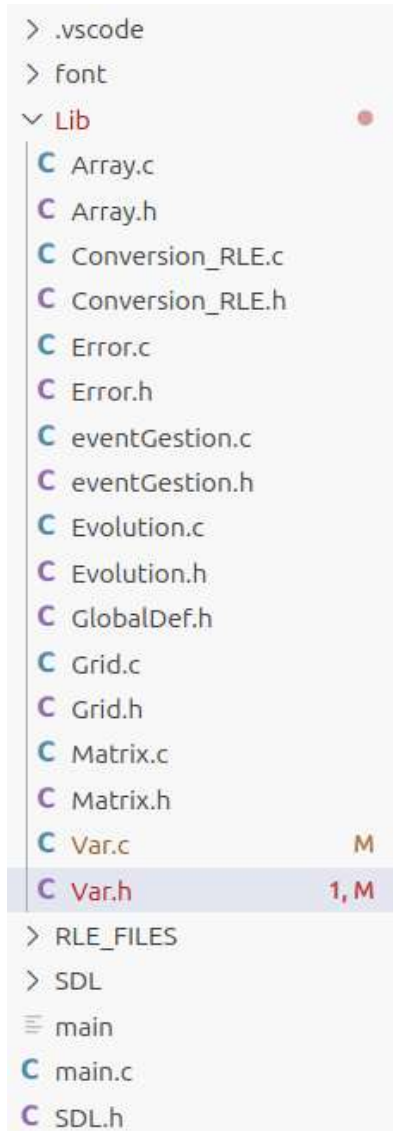 .vscode
font
Lib
C Array.c
C Array.h
C Conversion_RLE.c
C Conversion_RLE.h
C Error.c
C Error.h
C eventGestion.c
C eventGestion.h
C Evolution.c
C Evolution.h
C GlobalDef.h
C Grid.c
C Grid.h
C Matrix.c
C Matrix.h
C Var.c M
C Var.h 1, M
RLE_FILES
SDL
main
C main.c
C SDL.h